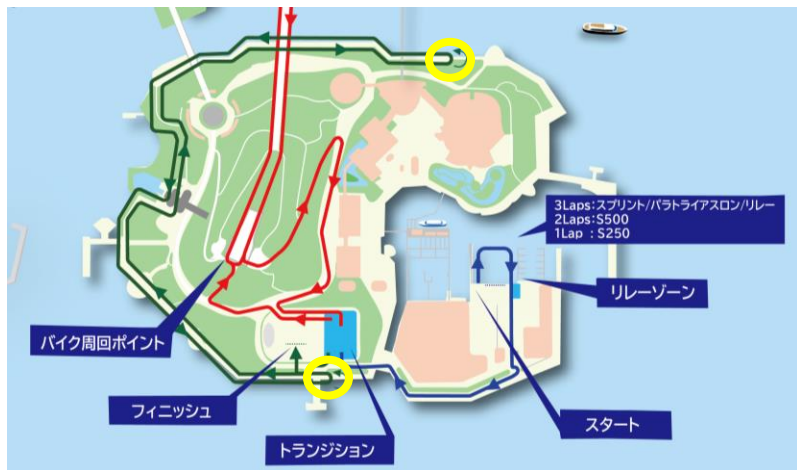 3Laps：スプリント/パラトライアスロン/リレー
2Laps：S500
1Lap ：S250
リレーゾーン
バイク周回ポイント
フィニッシュ
スタート
トランジション